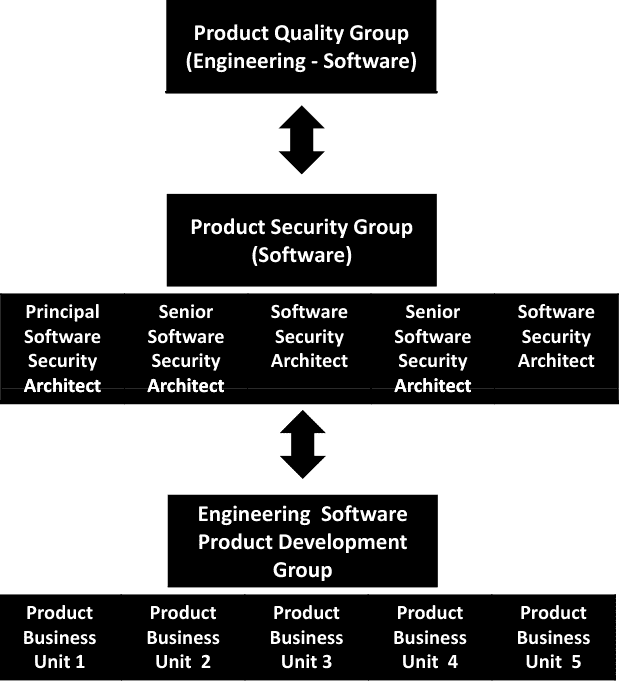 Product Quality Group
(Engineering - Software)
Product Security Group
(Software)
Principal
Software
Security
Architect
Senior
Software
Security
Architect
Software
Security
Architect
Senior
Software
Security
Architect
Software
Security
Architect
Engineering Software
Product Development
Group
Product
Business
Unit 1
Product
Business
Unit 2
Product
Business
Unit 3
Product
Business
Unit 4
Product
Business
Unit 5